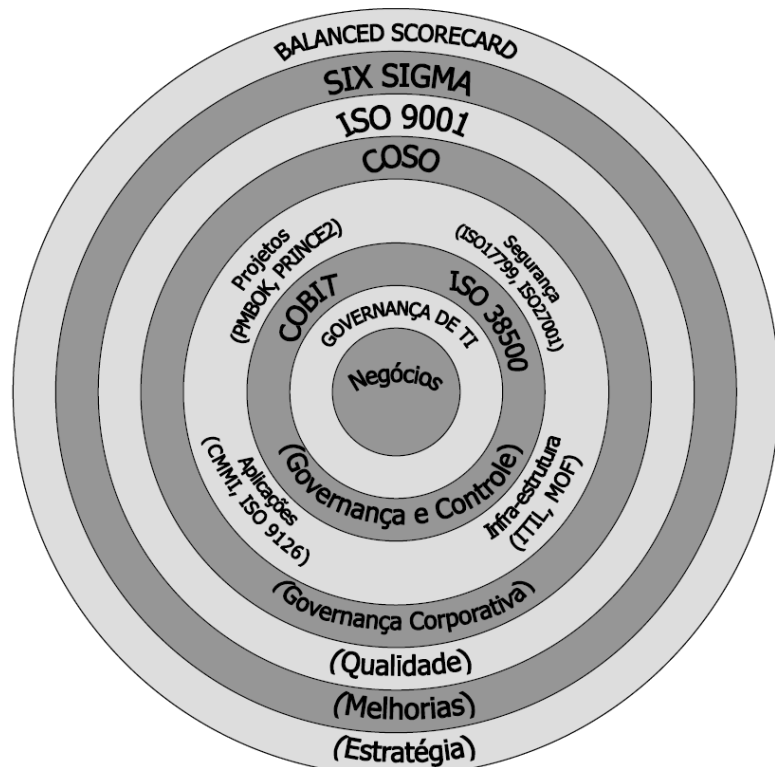 BALANCED SCORECARD
SIX SIGMA
ISO 9001
COSO
Projetos
(PMBOK, PRINCE2)
Segurança
(ISO17799, ISO27001)
COBIT
ISO 38500
GOVERNANÇA DE TI
Negócios
(Governança e Controle)
Aplicações
(CMMI, ISO 9126)
Infra-estrutura
(ITIL, MOF)
(Governança Corporativa)
(Qualidade)
(Melhorias)
(Estratégia)